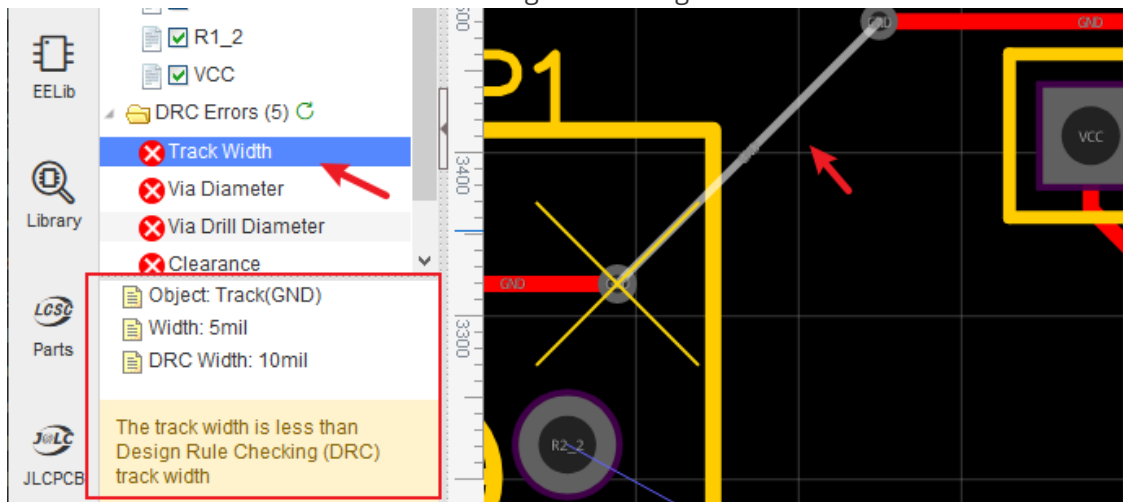 R1_2
VCC
DRC Errors (5)
Track Width
Via Diameter
Via Drill Diameter
Clearance
Object: Track(GND)
Width: 5mil
DRC Width: 10mil
The track width is less than
Design Rule Checking (DRC)
track width
EELib
Library
LCSC
Parts
J@LC
JLCPCB
3400
3300
P1
GND
GND
VCC
GND
R2_2